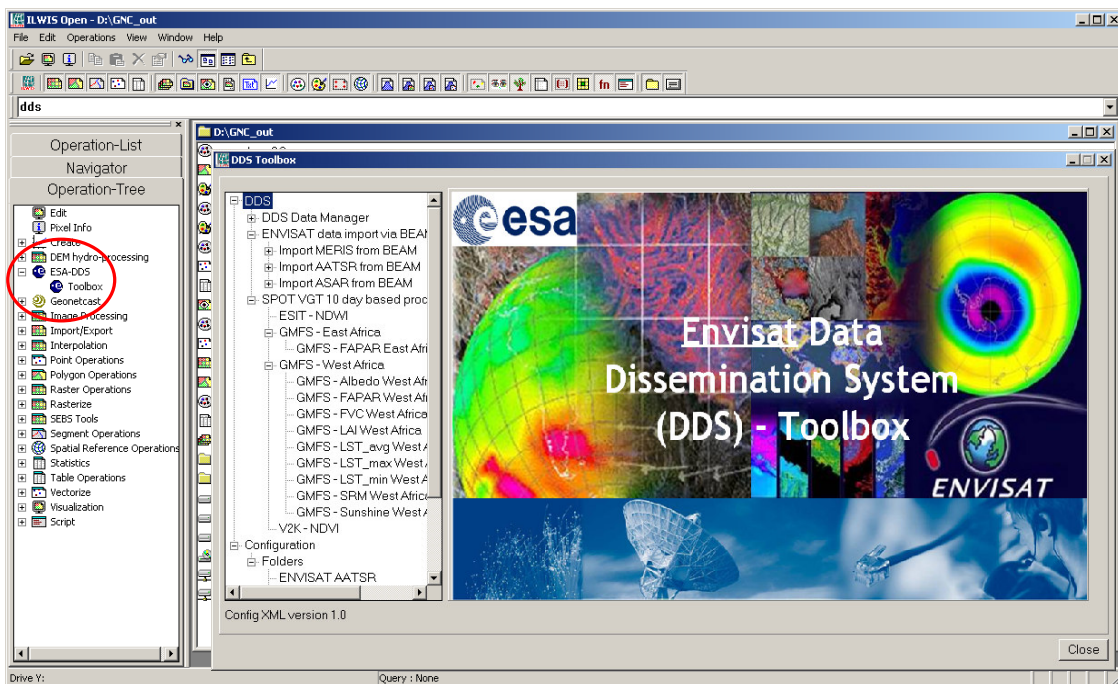 ILWIS Open - D:\GNC_out
File Edit Operations View Window Help
dds
Operation-List
Navigator
Operation-Tree
Edit
Pixel Info
Create
DEM hydro-processing
ESA-DDS
Toolbox
Geonetcast
Image Processing
Import/Export
Interpolation
Point Operations
Polygon Operations
Raster Operations
Rasterize
SEBS Tools
Segment Operations
Spatial Reference Operations
Statistics
Table Operations
Vectorize
Visualization
Script
D:\GNC_out
DDS Toolbox
DDS
DDS Data Manager
ENVISAT data import via BEAM
Import MERIS from BEAM
Import AATSR from BEAM
Import ASAR from BEAM
SPOT VGT 10 day based proc
ESIT - NDWI
GMFS - East Africa
GMFS - FAPAR East Afri
GMFS - West Africa
GMFS - Albedo West Afr
GMFS - FAPAR West Afric
GMFS - FVC West Africa
GMFS - LAI West Africa
GMFS - LST_avg West A
GMFS - LST_max West A
GMFS - LST_min West A
GMFS - SRM West Africa
GMFS - Sunshine West A
V2K - NDVI
Configuration
Folders
ENVISAT AATSR
Config XML version 1.0
esa
Envisat Data
Dissemination System
(DDS) - Toolbox
ENVISAT
Close
Drive Y:
Query : None